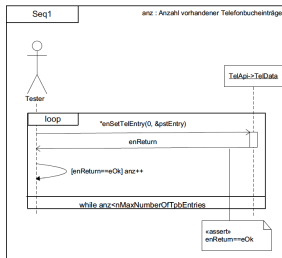 Seq1
anz : Anzahl vorhandener Telefonbucheinträge
TelApi->TelData
Tester
loop
*enSetTelEntry(0, &pstEntry)
enReturn
[enReturn==eOk] anz++
while anz<nMaxNumberOfTpbEntries
«assert»
enReturn==eOk